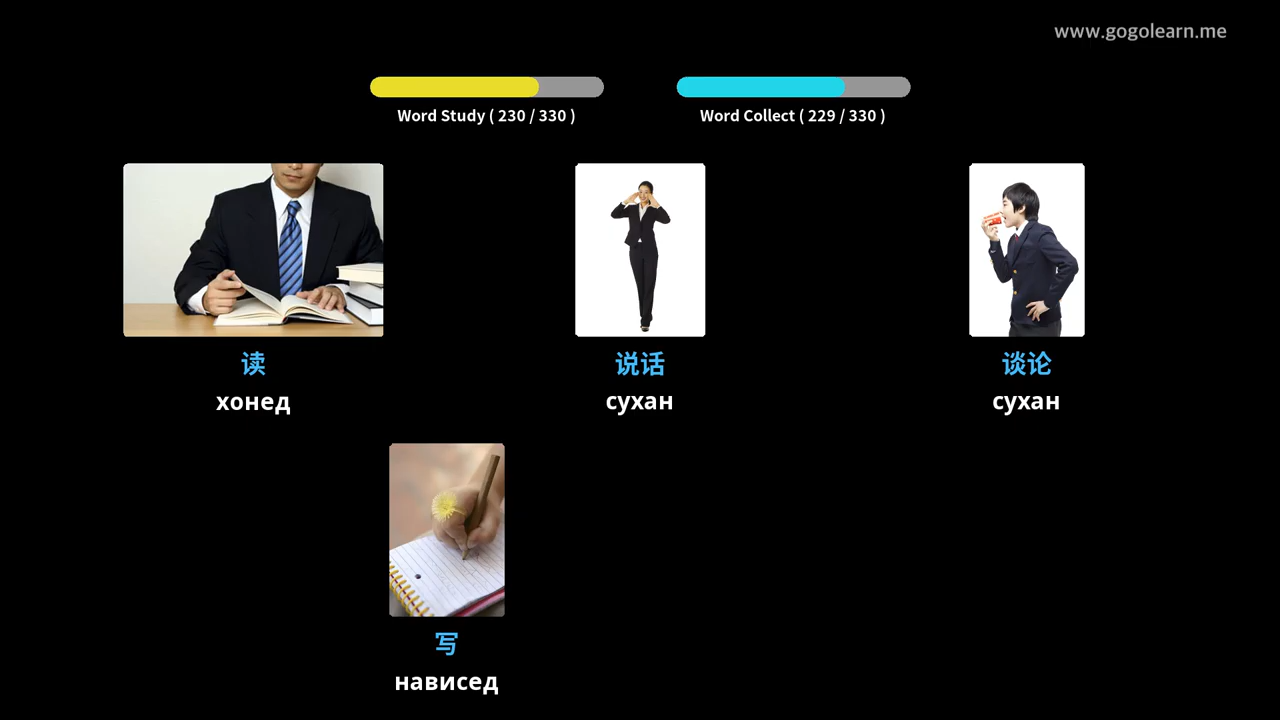 www.gogolearn.me
Word Study ( 230 / 330 )
Word Collect ( 229 / 330 )
读
хонед
说话
сухан
谈论
сухан
写
нависед